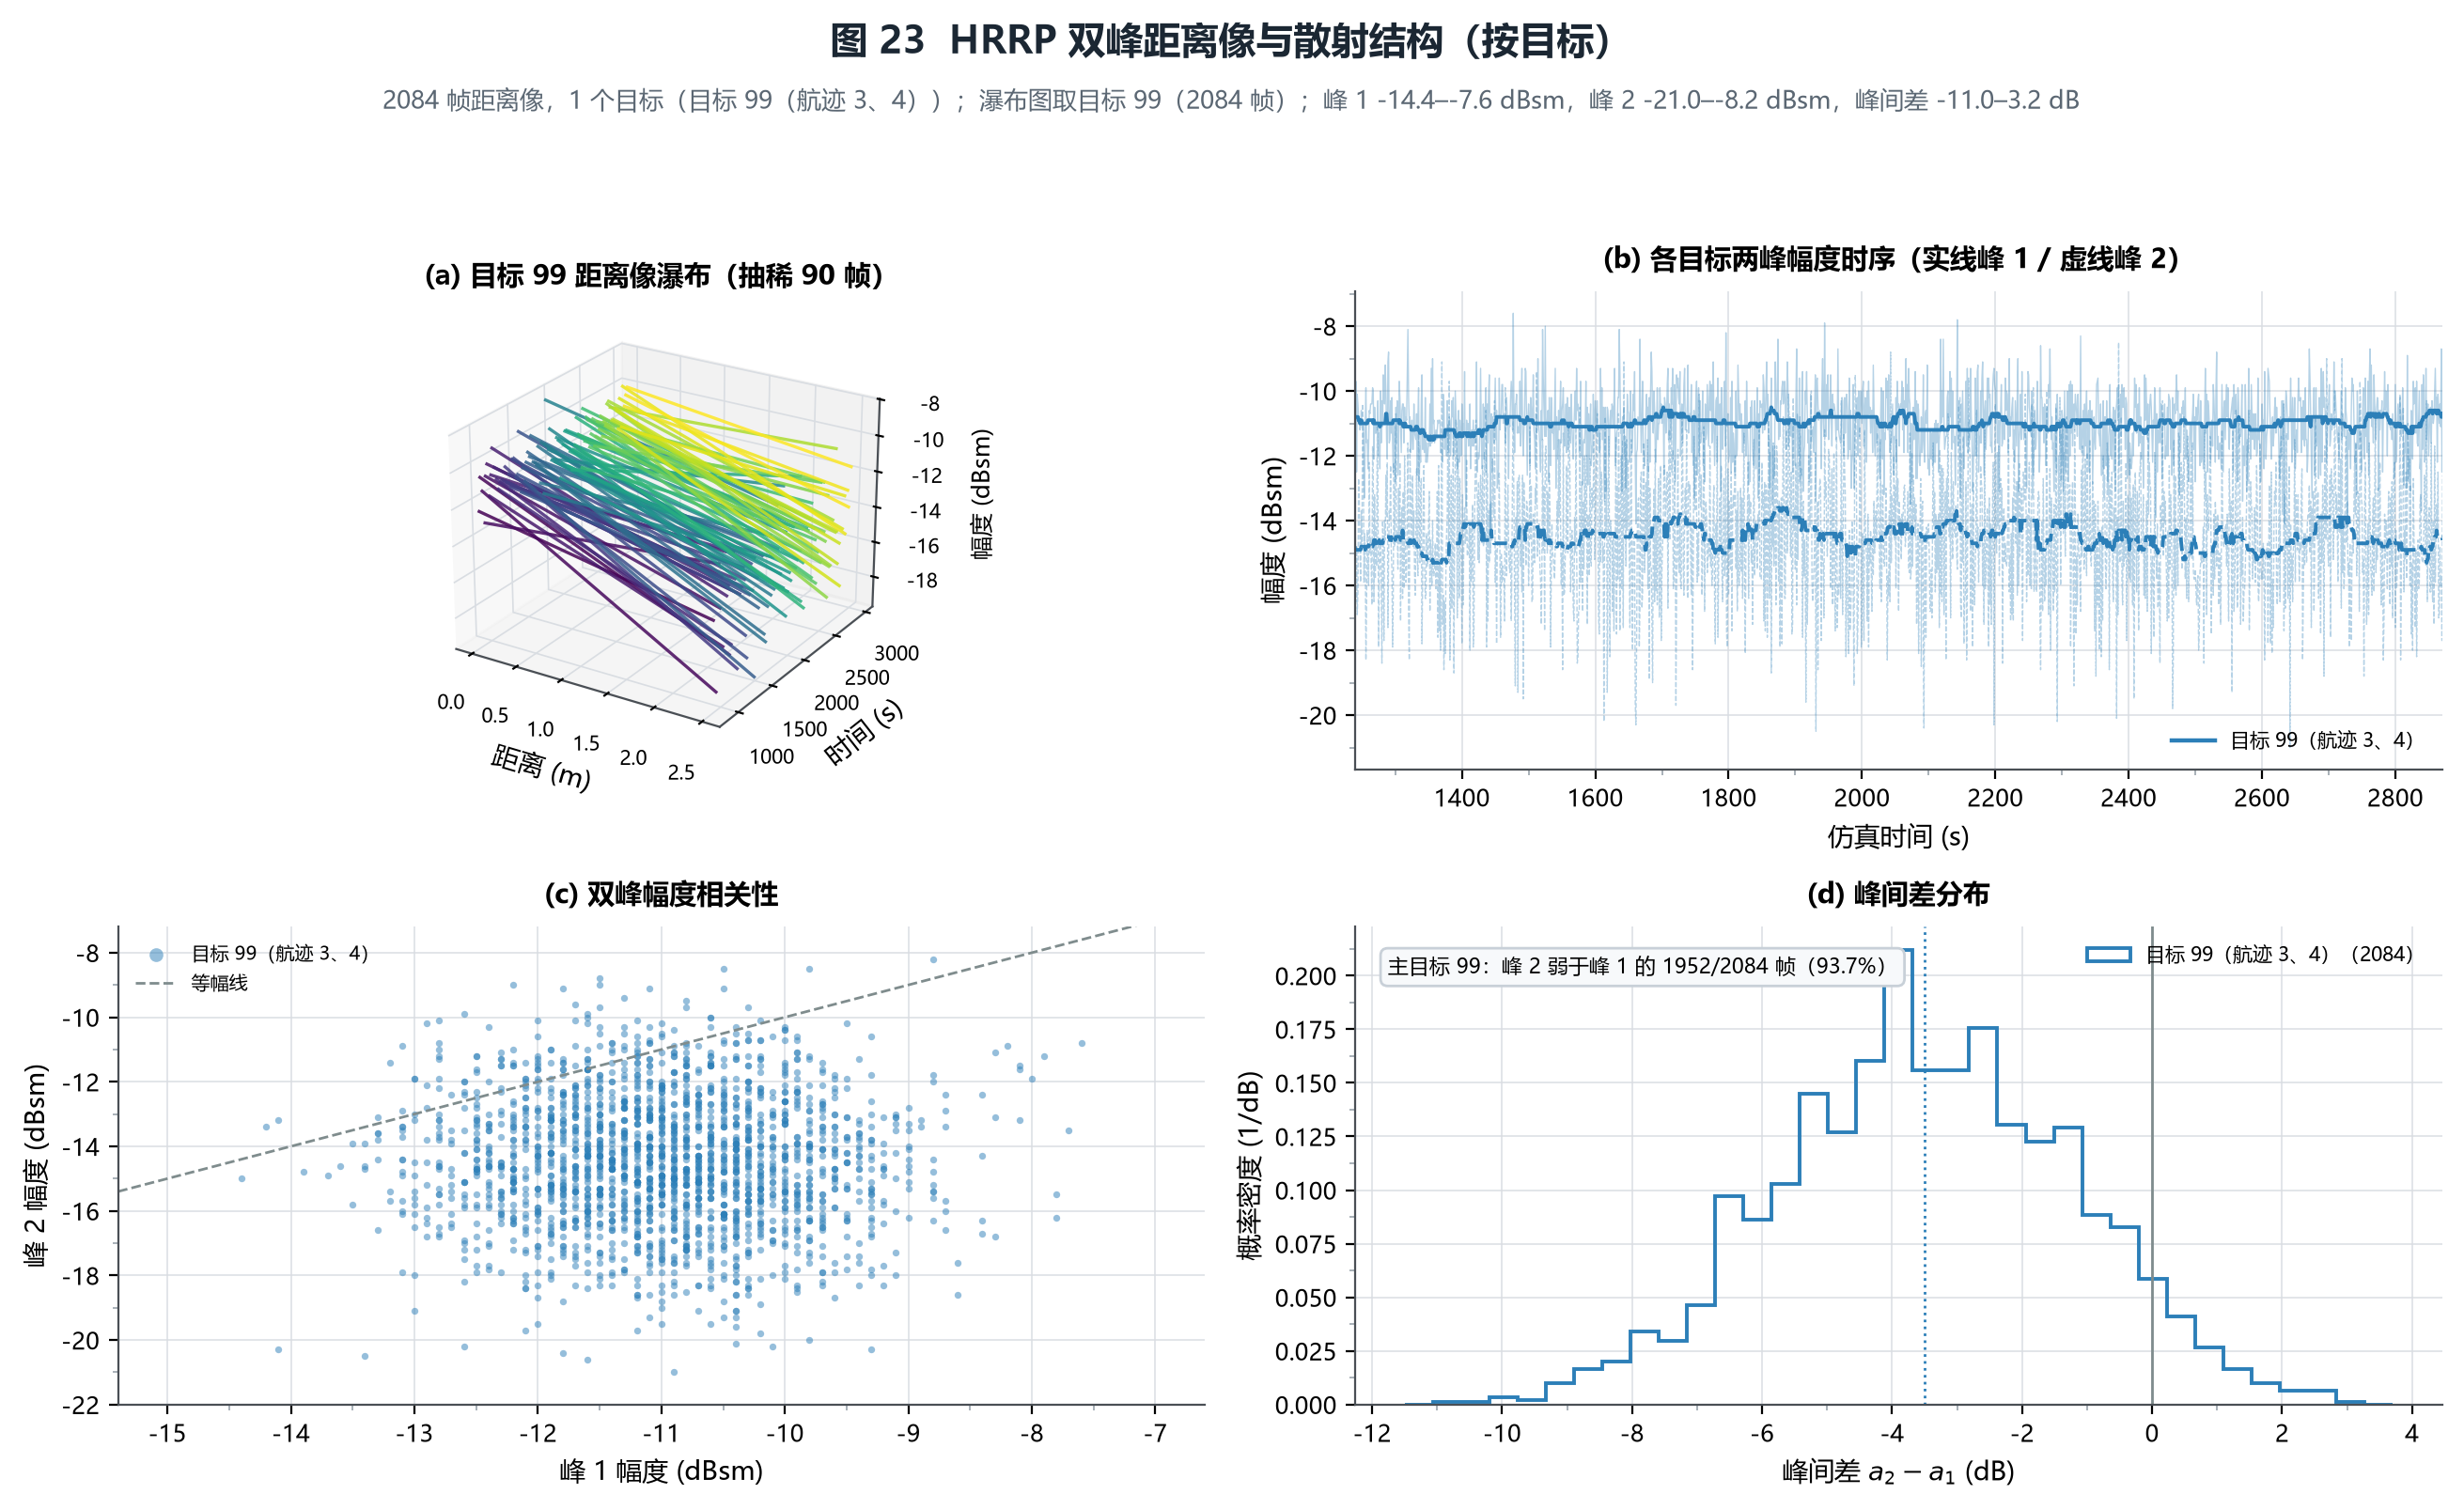 图 23 HRRP 双峰距离像与散射结构（按目标）
2084 帧距离像，1 个目标（目标 99（航迹 3、4））；瀑布图取目标 99（2084 帧）；峰 1 -14.4–-7.6 dBsm，峰 2 -21.0–-8.2 dBsm，峰间差 -11.0–3.2 dB
(a) 目标 99 距离像瀑布（抽稀 90 帧）
-8
-10
-12
-14
-16
-18
幅度 (dBsm)
3000
2500
2000
1500
1000
时间 (s)
0.0
0.5
1.0
1.5
2.0
2.5
距离 (m)
(b) 各目标两峰幅度时序（实线峰 1 / 虚线峰 2）
-8
-10
-12
-14
-16
-18
-20
幅度 (dBsm)
目标 99（航迹 3、4）
1400 1600 1800 2000 2200 2400 2600 2800
仿真时间 (s)
(c) 双峰幅度相关性
目标 99（航迹 3、4）
等幅线
-8
-10
-12
-14
-16
-18
-20
-22
峰 2 幅度 (dBsm)
-15 -14 -13 -12 -11 -10 -9 -8 -7
峰 1 幅度 (dBsm)
(d) 峰间差分布
主目标 99：峰 2 弱于峰 1 的 1952/2084 帧（93.7%）
目标 99（航迹 3、4）（2084）
0.200
0.175
0.150
0.125
0.100
0.075
0.050
0.025
0.000
概率密度 (1/dB)
-12 -10 -8 -6 -4 -2 0 2 4
峰间差 a₂ − a₁ (dB)